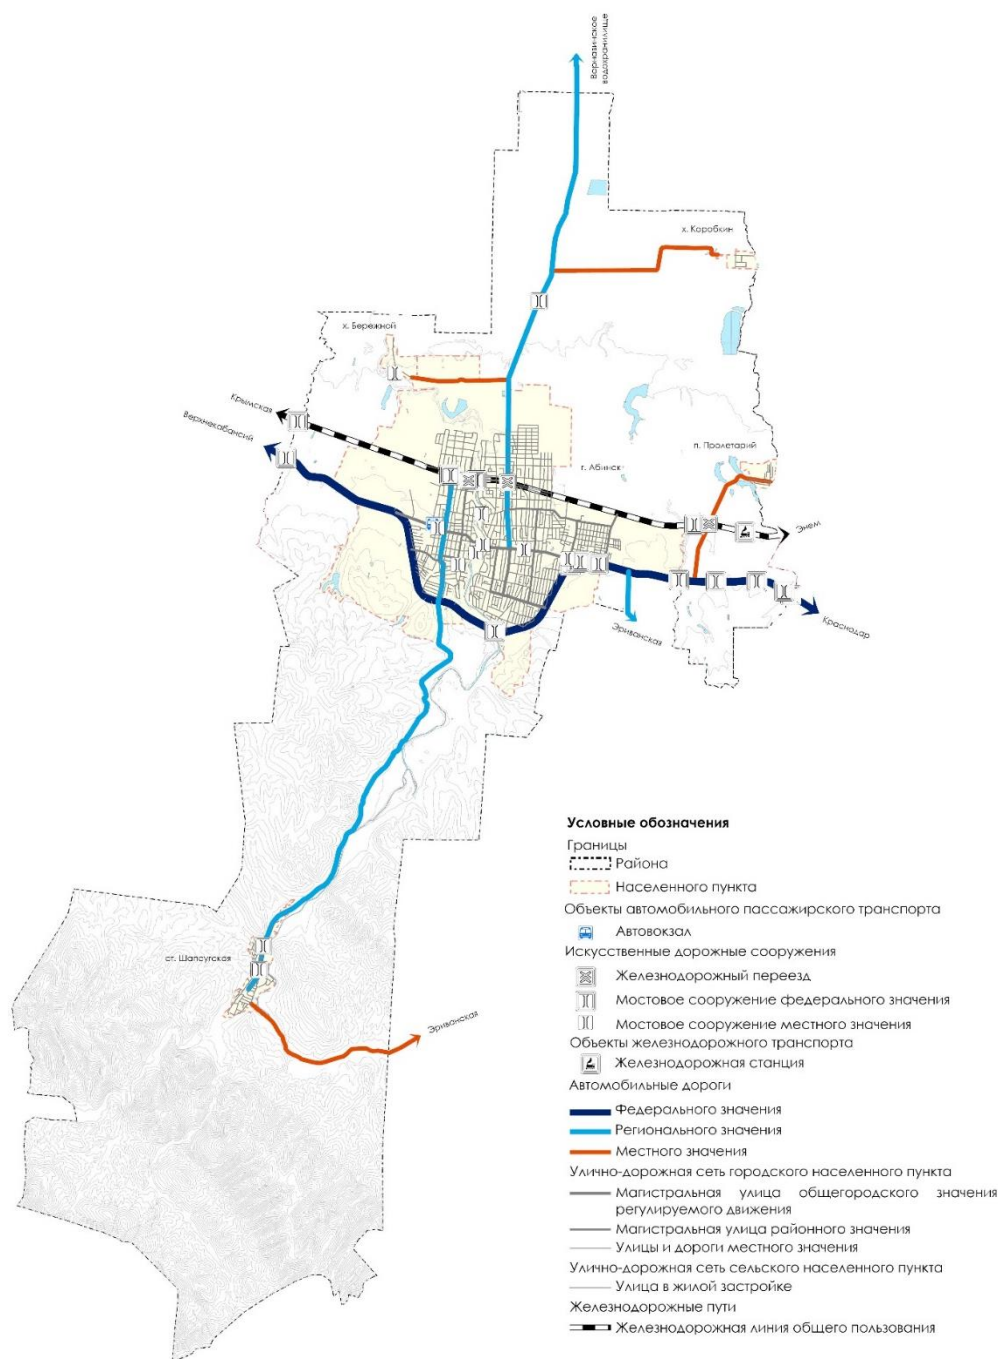 Варнавинское
водохранилище
х. Коробкин
х. Бережной
Крымская
Верхнебаканский
п. Пролетарий
г. Абинск
Энем
Краснодар
Эриванская
ст. Шапсугская
Эриванская
Условные обозначения
Границы
Района
Населенного пункта
Объекты автомобильного пассажирского транспорта
Автовокзал
Искусственные дорожные сооружения
Железнодорожный переезд
Мостовое сооружение федерального значения
Мостовое сооружение местного значения
Объекты железнодорожного транспорта
Железнодорожная станция
Автомобильные дороги
Федерального значения
Регионального значения
Местного значения
Улично-дорожная сеть городского населенного пункта
Магистральная улица общегородского значения
регулируемого движения
Магистральная улица районного значения
Улицы и дороги местного значения
Улично-дорожная сеть сельского населенного пункта
Улица в жилой застройке
Железнодорожные пути
Железнодорожная линия общего пользования